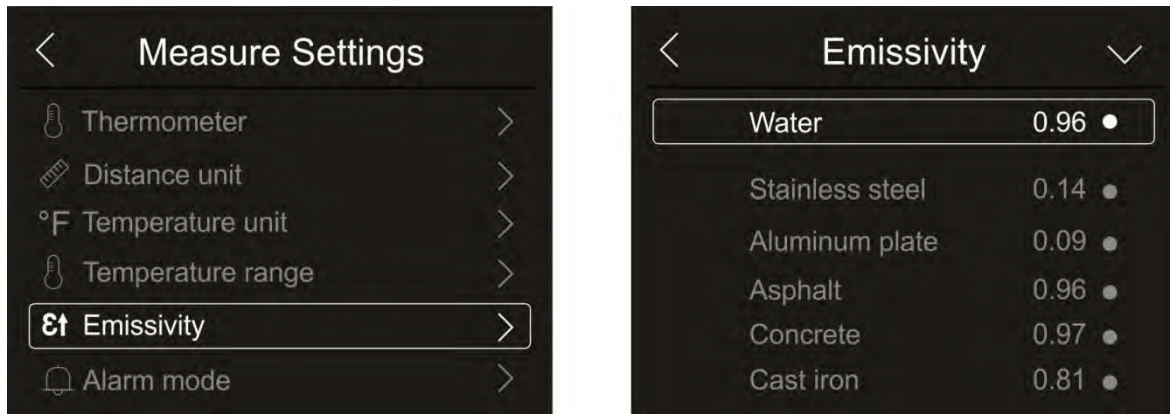 Measure Settings
Thermometer
Distance unit
°F Temperature unit
Temperature range
Ɛ↑ Emissivity
Alarm mode
Emissivity
Water 0.96
Stainless steel 0.14
Aluminum plate 0.09
Asphalt 0.96
Concrete 0.97
Cast iron 0.81